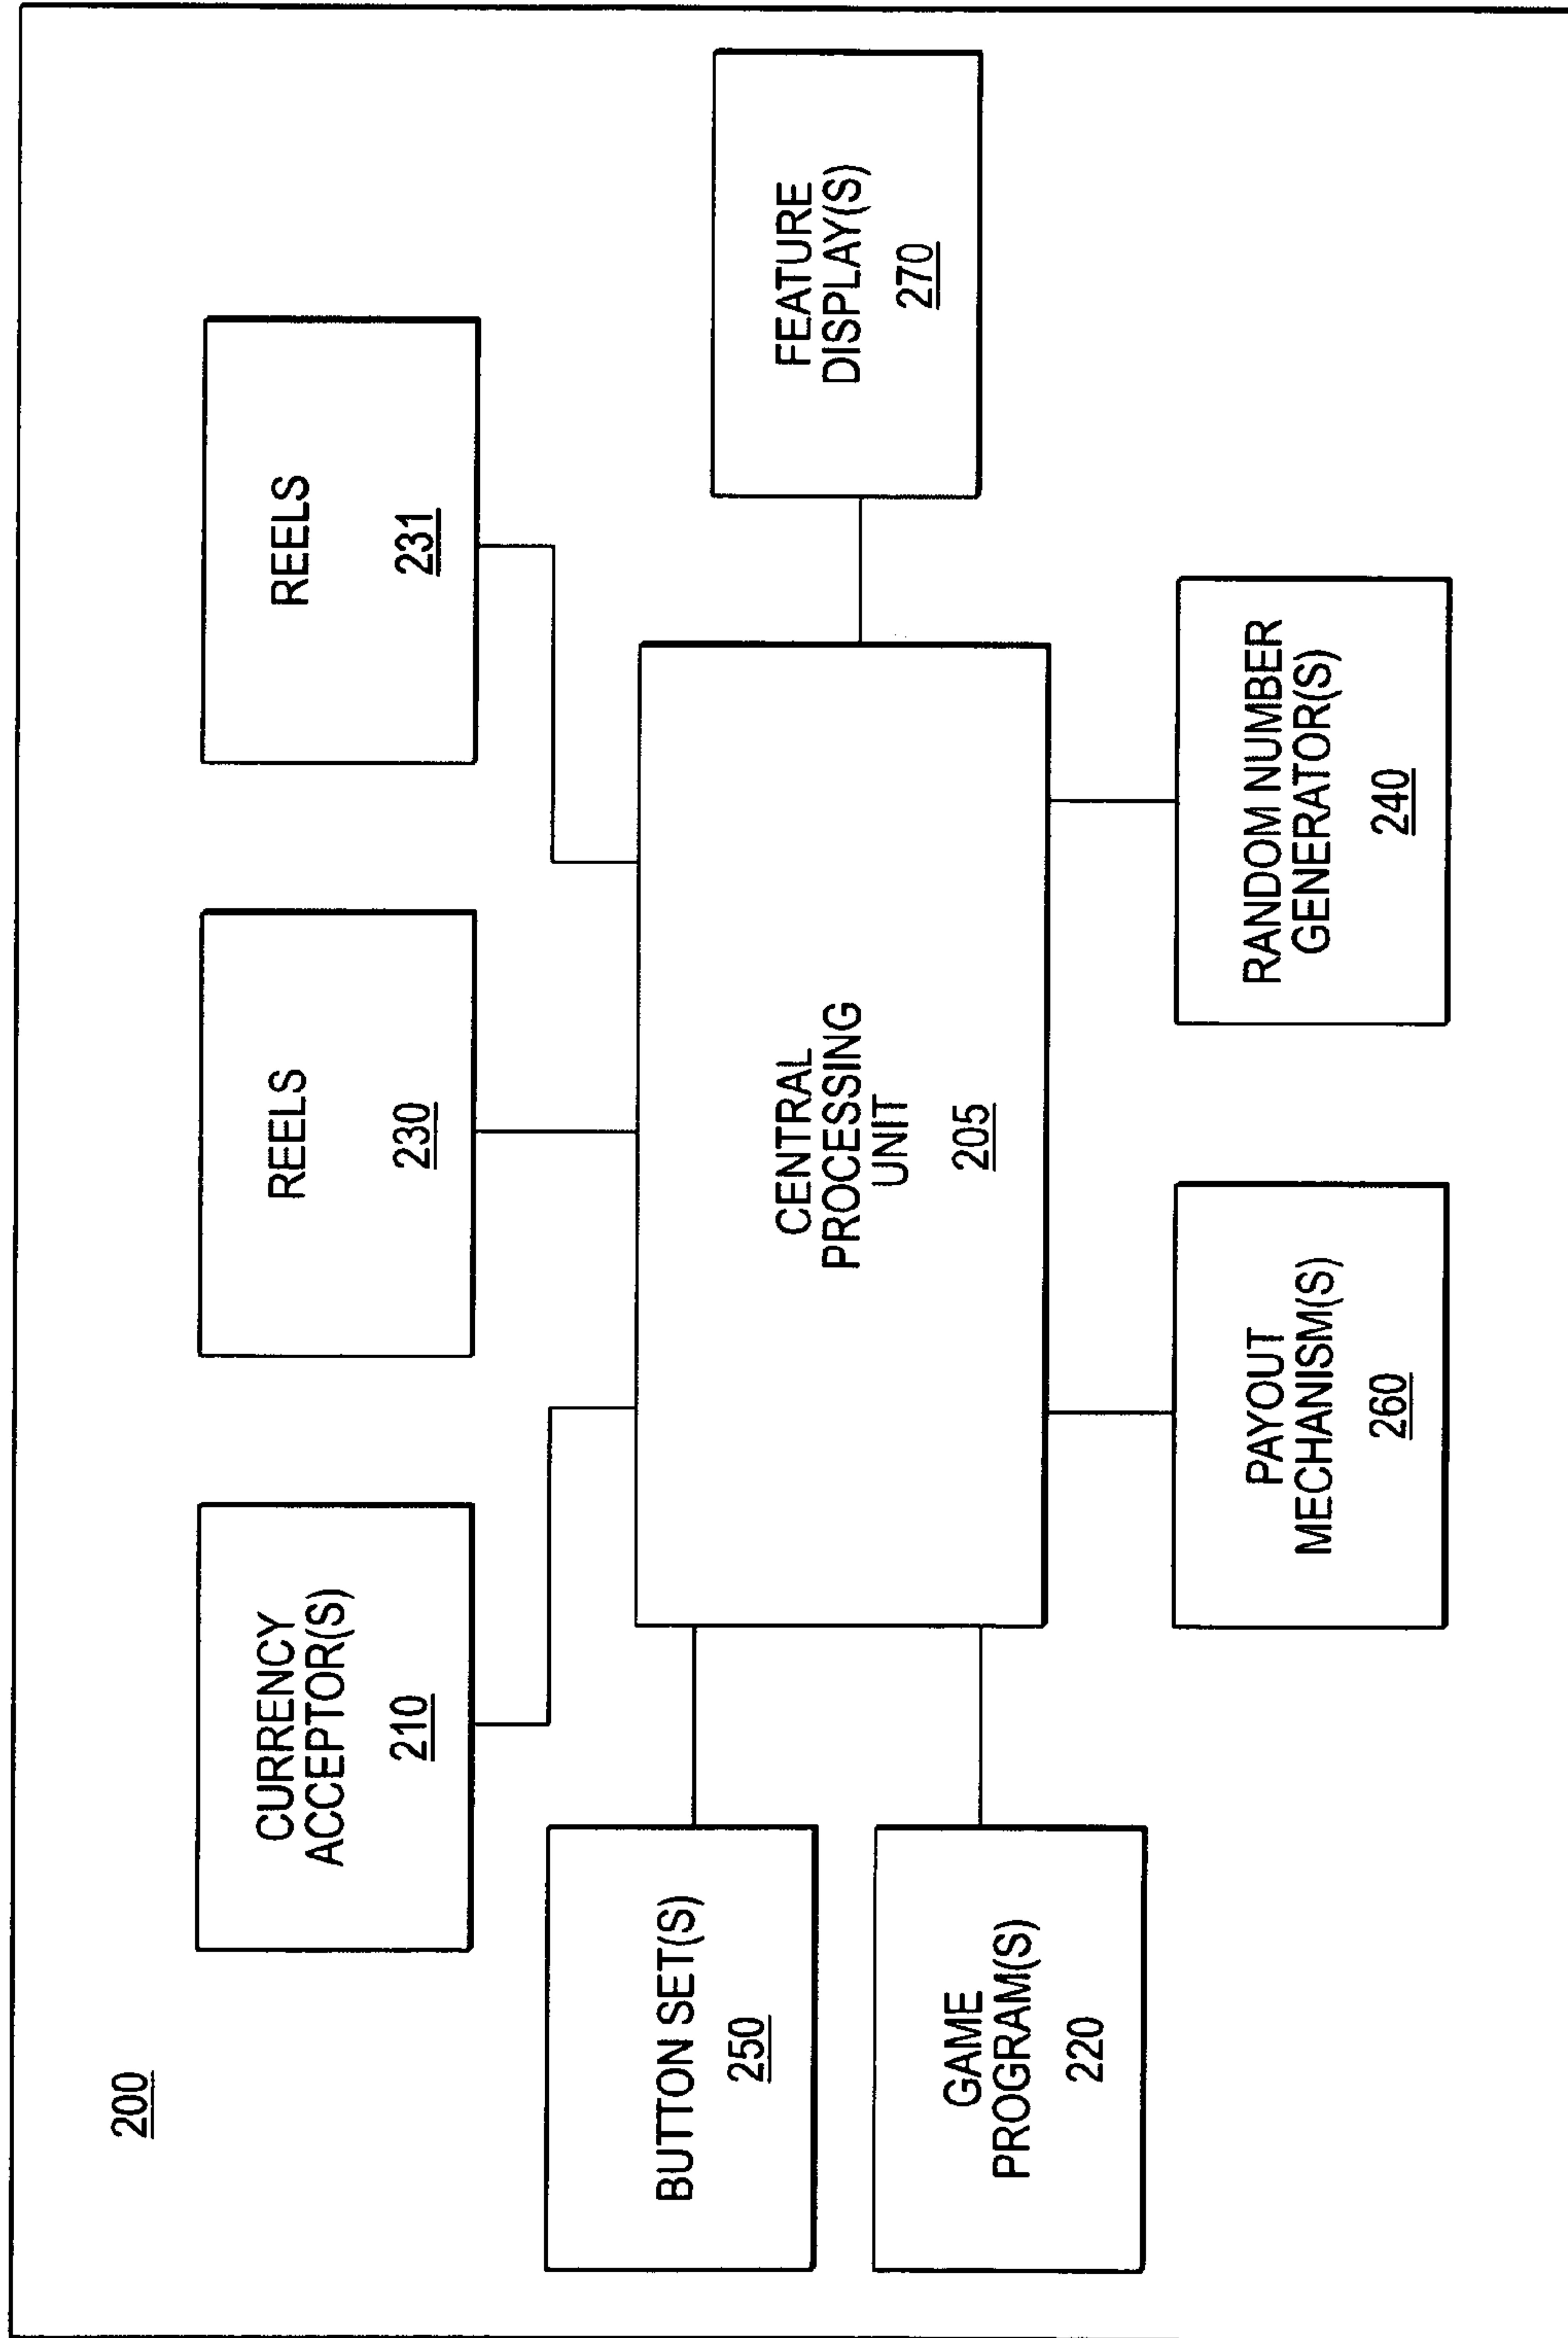 200
CURRENCY
ACCEPTOR(S)
210
REELS
230
REELS
231
BUTTON SET(S)
250
GAME
PROGRAM(S)
220
CENTRAL
PROCESSING
UNIT
205
FEATURE
DISPLAY(S)
270
PAYOUT
MECHANISM(S)
260
RANDOM NUMBER
GENERATOR(S)
240